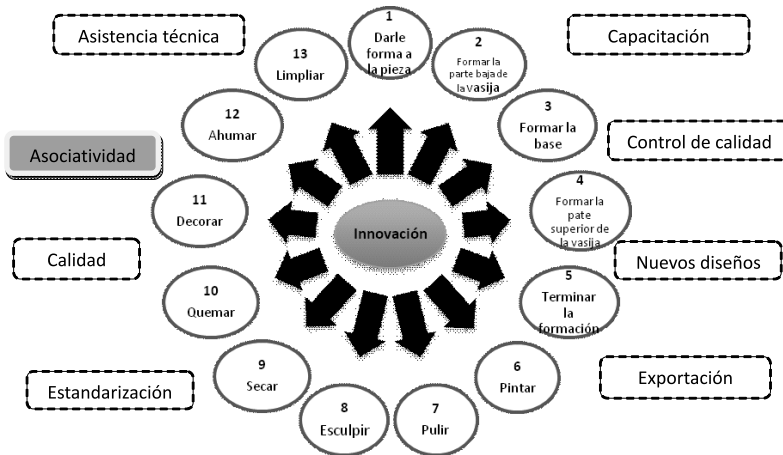 Asistencia técnica
Capacitación
1
Darle
forma a
la pieza
2
Formar la
parte baja de
la vasija
3
Formar la
base
Control de calidad
4
Formar la
pate
superior de
la vasija
Nuevos diseños
5
Terminar
la
formación
Exportación
6
Pintar
7
Pulir
8
Esculpir
9
Secar
Estandarización
10
Quemar
Calidad
11
Decorar
Asociatividad
12
Ahumar
13
Limpiar
Innovación